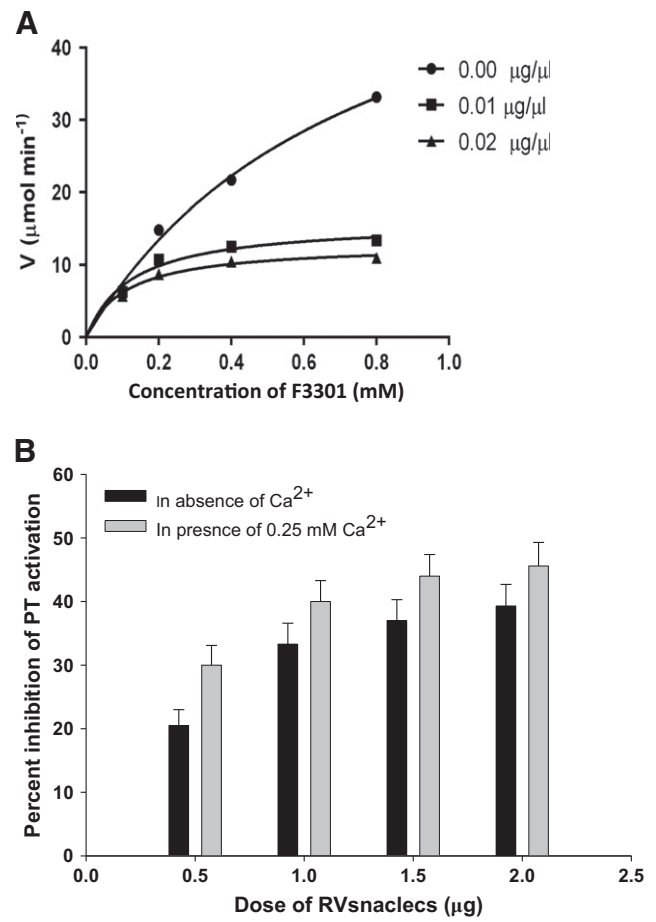 A
40
30
20
10
0
V (μmol min⁻¹)
0.0 0.2 0.4 0.6 0.8 1.0
Concentration of F3301 (mM)
0.00 μg/μl
0.01 μg/μl
0.02 μg/μl
B
60
50
40
30
20
10
0
Percent inhibition of PT activation
In absence of Ca²⁺
In presnce of 0.25 mM Ca²⁺
0.0 0.5 1.0 1.5 2.0 2.5
Dose of RVsnaclecs (μg)